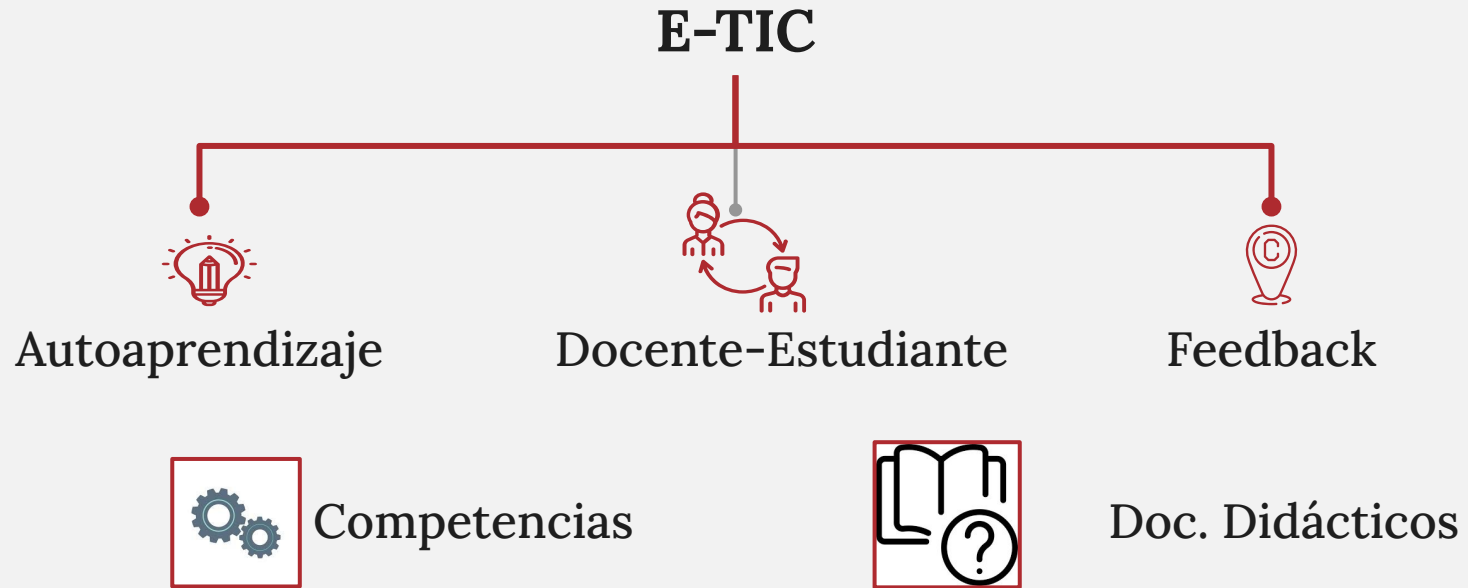 E-TIC
C
Autoaprendizaje
Docente-Estudiante
Feedback
?
Competencias
Doc. Didácticos